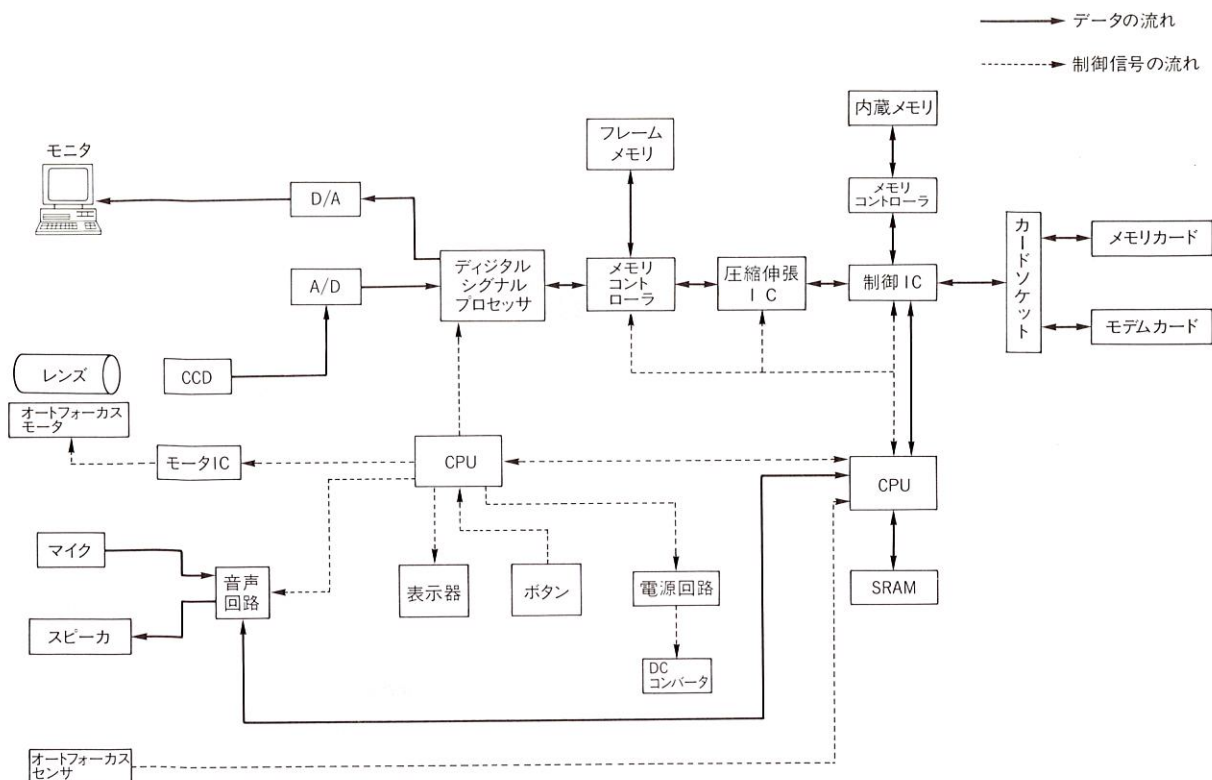 データの流れ
制御信号の流れ
内蔵メモリ
フレーム
メモリ
モニタ
メモリ
コントローラ
D/A
カードソケット
メモリカード
ディジタル
シグナル
プロセッサ
メモリ
コント
ローラ
圧縮伸張
IC
制御IC
A/D
モデムカード
レンズ
CCD
オートフォーカス
モータ
モータIC
CPU
CPU
マイク
音声
回路
表示器
ボタン
電源回路
SRAM
スピーカ
DC
コンバータ
オートフォーカス
センサ